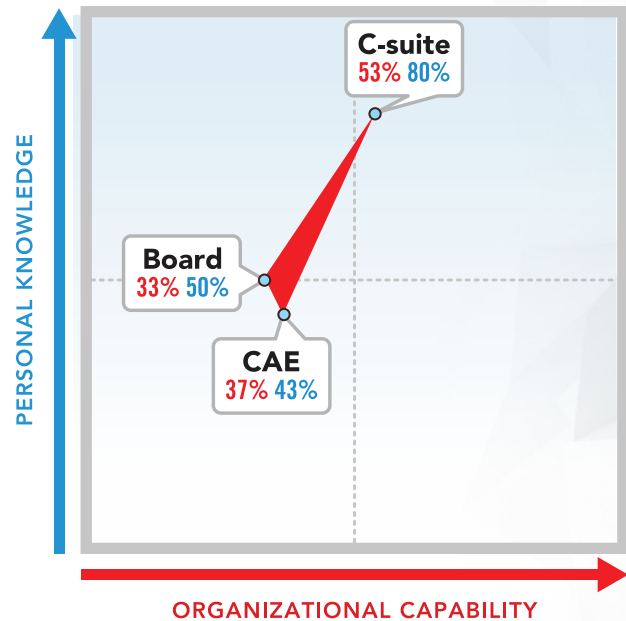 C-suite
53% 80%
Board
33% 50%
CAE
37% 43%
PERSONAL KNOWLEDGE
ORGANIZATIONAL CAPABILITY